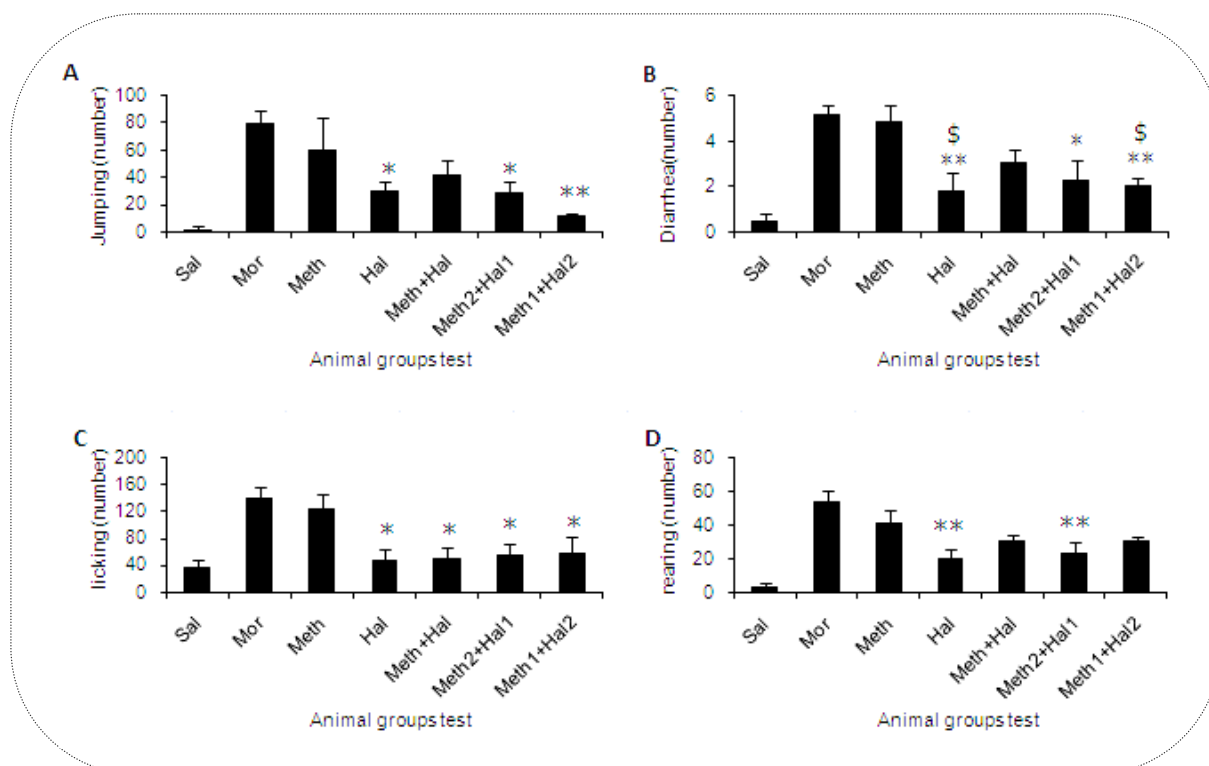 A
Jumping (number)
100
80
60
40
20
0
*
*
**
Sal
Mor
Meth
Hal
Meth+Hal
Meth2+Hal1
Meth1+Hal2
Animal groups test
B
Diarrhea(number)
6
4
2
0
$
**
*
$
**
Sal
Mor
Meth
Hal
Meth+Hal
Meth2+Hal1
Meth1+Hal2
Animal groups test
C
licking (number)
200
160
120
80
40
0
*
*
*
*
Sal
Mor
Meth
Hal
Meth+Hal
Meth2+Hal1
Meth1+Hal2
Animal groups test
D
rearing (number)
80
60
40
20
0
**
**
Sal
Mor
Meth
Hal
Meth+Hal
Meth2+Hal1
Meth1+Hal2
Animal groups test